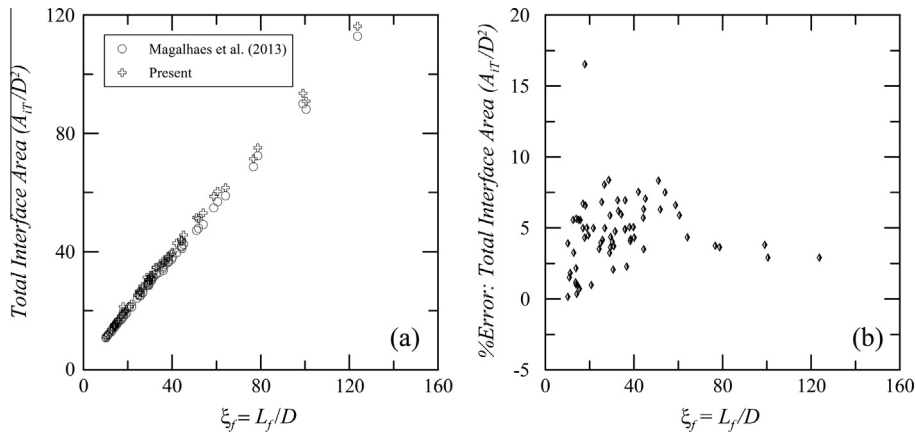 Total Interface Area (A_iT/D²)
120
80
40
0
Magalhaes et al. (2013)
Present
(a)
0 40 80 120 160
ξ_f = L_f/D
%Error: Total Interface Area (A_iT/D²)
20
15
10
5
0
-5
(b)
0 40 80 120 160
ξ_f = L_f/D